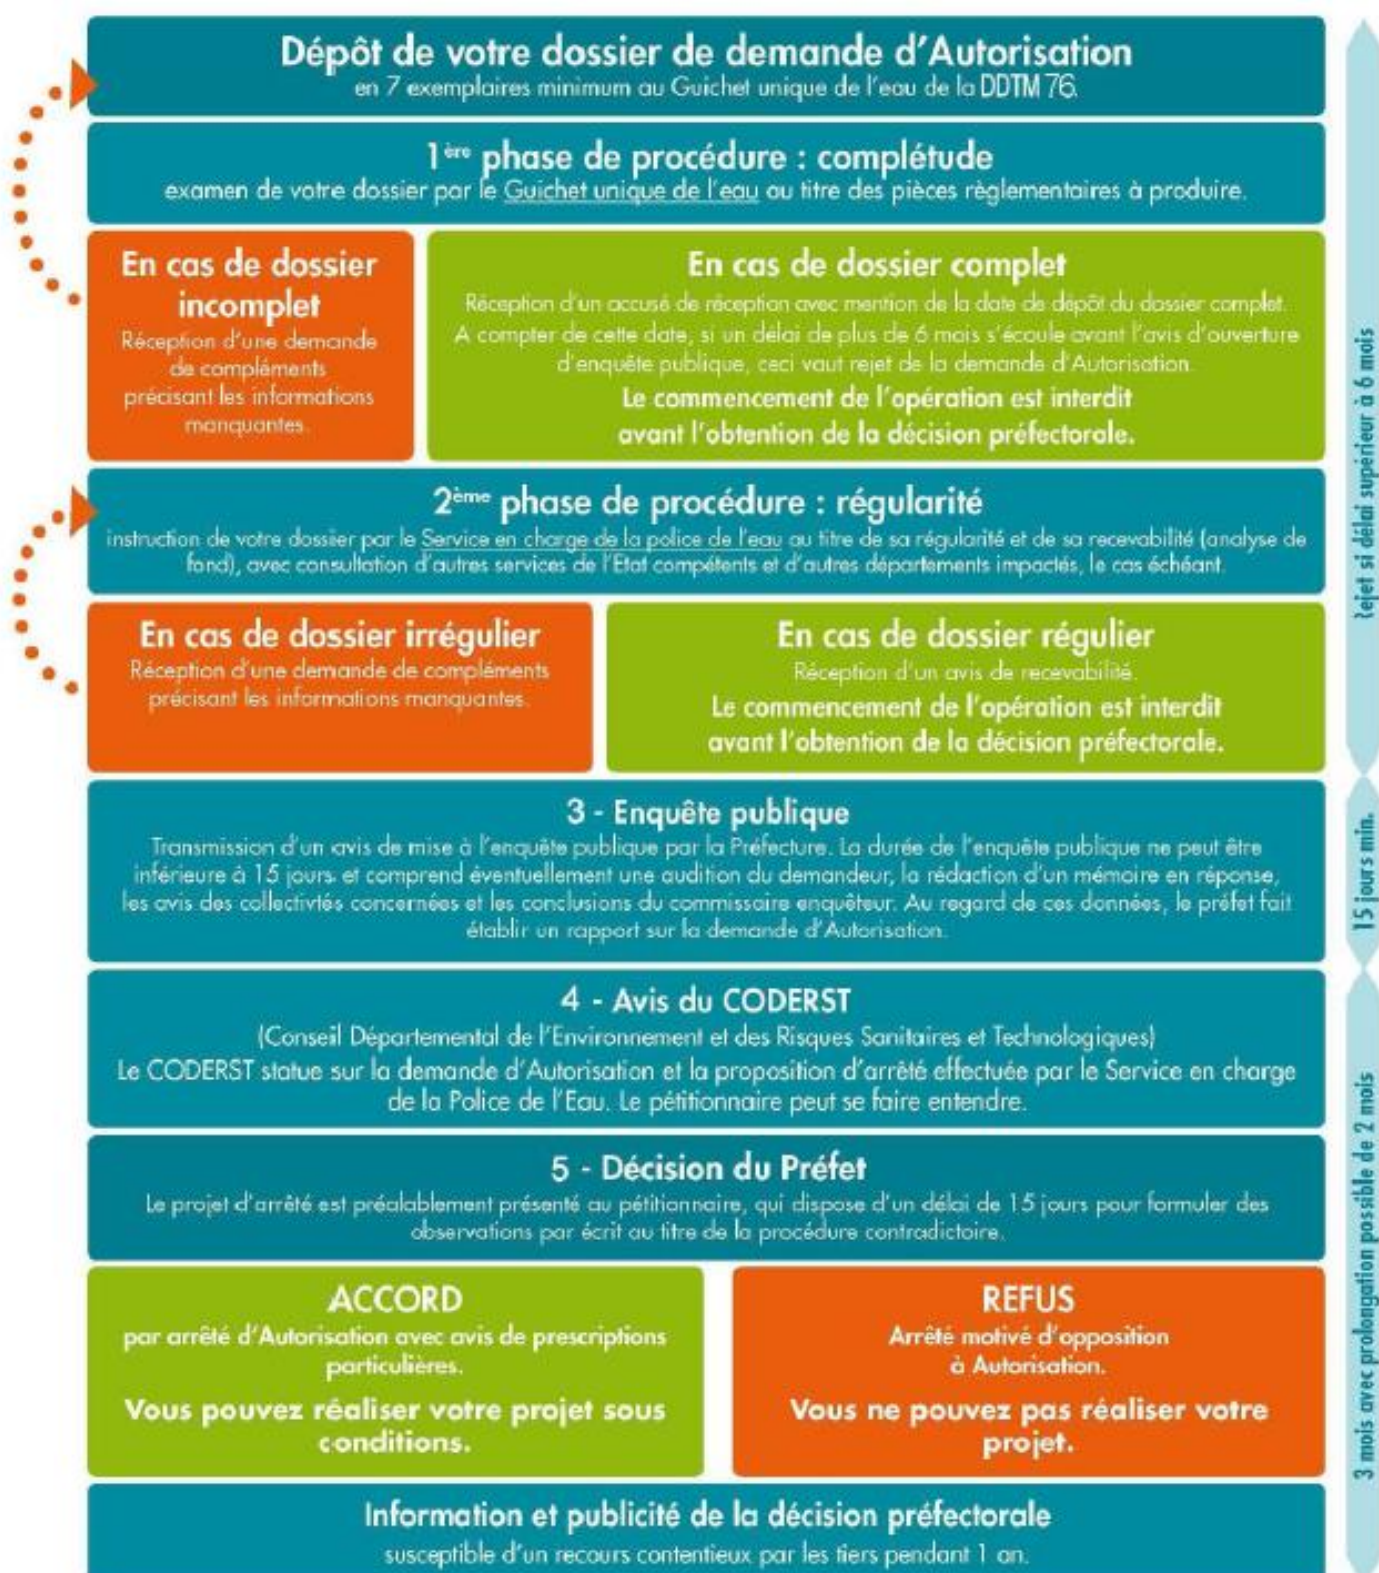 Dépôt de votre dossier de demande d'Autorisation
en 7 exemplaires minimum au Guichet unique de l'eau de la DDTM 76.
1ère phase de procédure : complétude
examen de votre dossier par le Guichet unique de l'eau au titre des pièces règlementaires à produire.
En cas de dossier
incomplet
Réception d'une demande
de compléments
précisant les informations
manquantes.
En cas de dossier complet
Réception d'un accusé de réception avec mention de la date de dépôt du dossier complet.
A compter de cette date, si un délai de plus de 6 mois s'écoule avant l'avis d'ouverture
d'enquête publique, ceci vaut rejet de la demande d'Autorisation.
Le commencement de l'opération est interdit
avant l'obtention de la décision préfectorale.
2ème phase de procédure : régularité
instruction de votre dossier par le Service en charge de la police de l'eau au titre de sa régularité et de sa recevabilité (analyse de
fond), avec consultation d'autres services de l'Etat compétents et d'autres départements impactés, le cas échéant.
En cas de dossier irrégulier
Réception d'une demande de compléments
précisant les informations manquantes.
En cas de dossier régulier
Réception d'un avis de recevabilité.
Le commencement de l'opération est interdit
avant l'obtention de la décision préfectorale.
ejet si délai supérieur à 6 mois
3 - Enquête publique
Transmission d'un avis de mise à l'enquête publique par la Préfecture. La durée de l'enquête publique ne peut être
inférieure à 15 jours et comprend éventuellement une audition du demandeur, la rédaction d'un mémoire en réponse,
les avis des collectivtés concernées et les conclusions du commissaire enquêteur. Au regard de ces données, le préfet fait
établir un rapport sur la demande d'Autorisation.
15 jours min.
4 - Avis du CODERST
(Conseil Départemental de l'Environnement et des Risques Sanitaires et Technologiques)
Le CODERST statue sur la demande d'Autorisation et la proposition d'arrêté effectuée par le Service en charge
de la Police de l'Eau. Le pétitionnaire peut se faire entendre.
5 - Décision du Préfet
Le projet d'arrêté est préalablement présenté au pétitionnaire, qui dispose d'un délai de 15 jours pour formuler des
observations par écrit au titre de la procédure contradictoire.
ACCORD
par arrêté d'Autorisation avec avis de prescriptions
particulières.
Vous pouvez réaliser votre projet sous
conditions.
REFUS
Arrêté motivé d'opposition
à Autorisation.
Vous ne pouvez pas réaliser votre
projet.
Information et publicité de la décision préfectorale
susceptible d'un recours contentieux par les tiers pendant 1 an.
3 mois avec prolongation possible de 2 mois